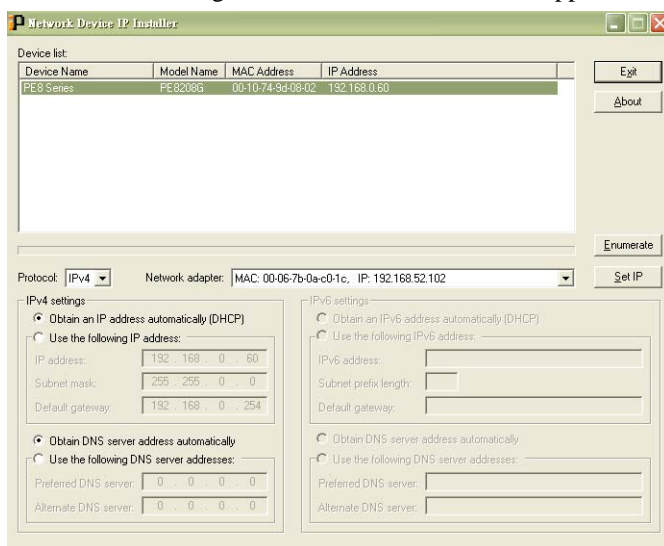 Network Device IP Installer
Device list:
Device Name Model Name MAC Address IP Address
PE8 Series PE8208G 00-10-74-9d-08-02 192.168.0.60
Exit
About
Enumerate
Protocol: IPv4 Network adapter: MAC: 00-06-7b-0a-c0-1c, IP: 192.168.52.102 Set IP
IPv4 settings
Obtain an IP address automatically (DHCP)
Use the following IP address:
IP address: 192 . 168 . 0 . 60
Subnet mask: 255 . 255 . 0 . 0
Default gateway: 192 . 168 . 0 . 254
Obtain DNS server address automatically
Use the following DNS server addresses:
Preferred DNS server: 0 . 0 . 0 . 0
Alternate DNS server: 0 . 0 . 0 . 0
IPv6 settings
Obtain an IPv6 address automatically (DHCP)
Use the following IPv6 address:
IPv6 address:
Subnet prefix length:
Default gateway:
Obtain DNS server address automatically
Use the following DNS server addresses:
Preferred DNS server:
Alternate DNS server: